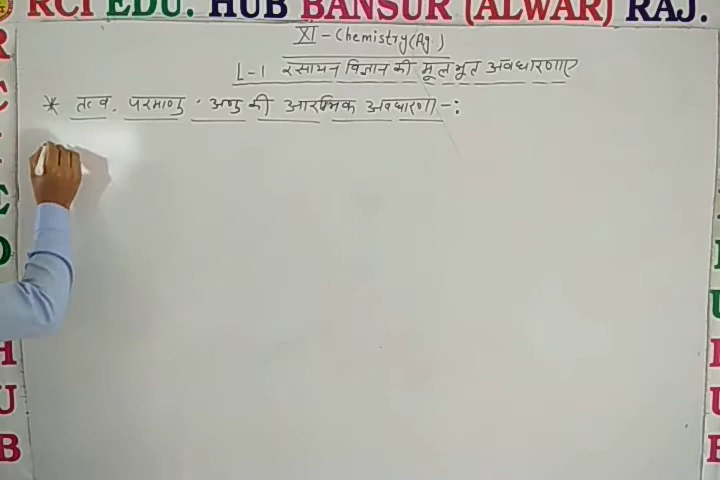 RCI EDU. HUB BANSUR (ALWAR) RAJ.
XI - Chemistry (Ag.)
L-1 रसायन विज्ञान की मूलभूत अवधारणाए
* तत्व, परमाणु, अणु की आरम्भिक अवधारणा -: